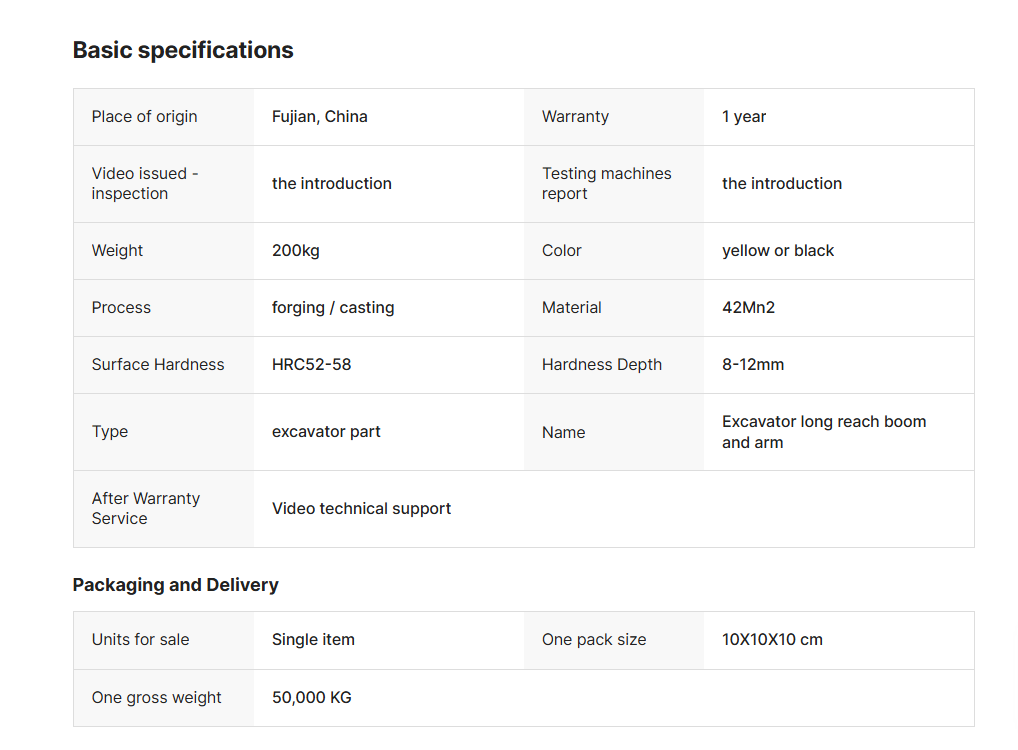 Basic specifications
Place of origin Fujian, China Warranty 1 year
Video issued -
inspection the introduction Testing machines
report the introduction
Weight 200kg Color yellow or black
Process forging / casting Material 42Mn2
Surface Hardness HRC52-58 Hardness Depth 8-12mm
Type excavator part Name Excavator long reach boom
and arm
After Warranty
Service Video technical support
Packaging and Delivery
Units for sale Single item One pack size 10X10X10 cm
One gross weight 50,000 KG